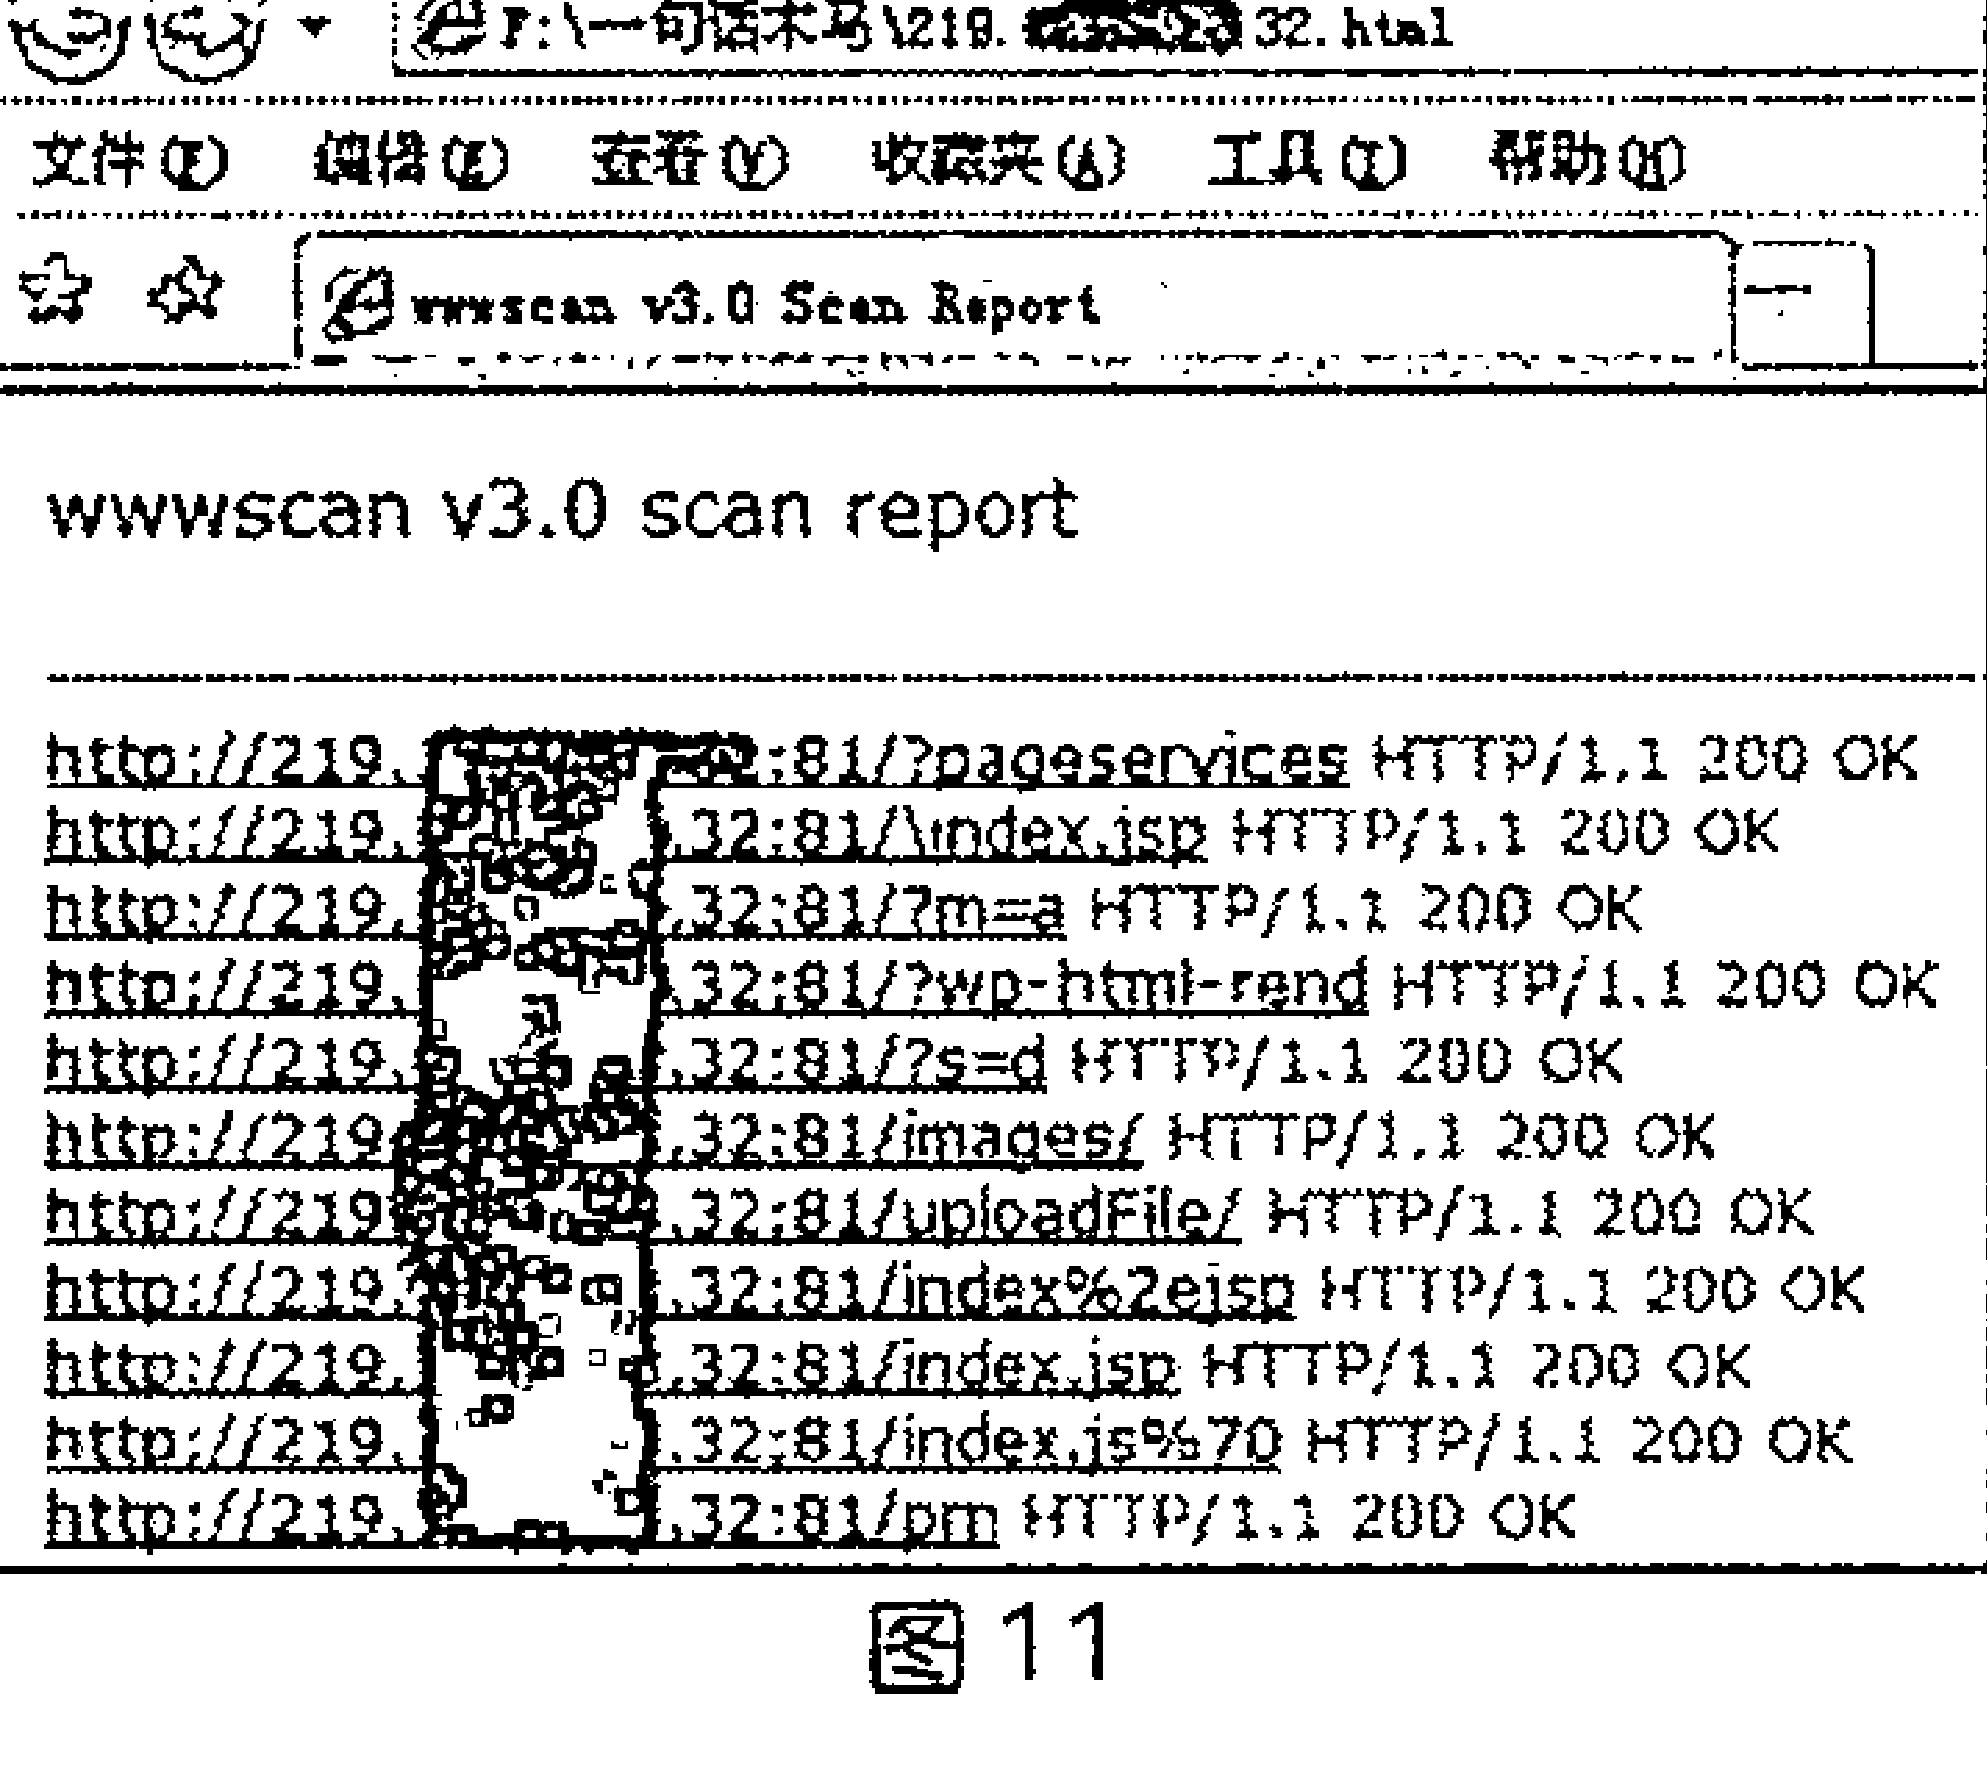 F:\一句话木马\219. 32.html
文件(F) 编辑(E) 查看(V) 收藏夹(A) 工具(T) 帮助(H)
wwwscan v3.0 Scan Report
wwwscan v3.0 scan report
http://219. 32:81/?pageservices HTTP/1.1 200 OK
http://219. .32:81/\index.jsp HTTP/1.1 200 OK
http://219. .32:81/?m=a HTTP/1.1 200 OK
http://219. .32:81/?wp-html-rend HTTP/1.1 200 OK
http://219. .32:81/?s=d HTTP/1.1 200 OK
http://219 .32:81/images/ HTTP/1.1 200 OK
http://219 .32:81/uploadFile/ HTTP/1.1 200 OK
http://219. .32:81/index%2ejsp HTTP/1.1 200 OK
http://219. .32:81/index.jsp HTTP/1.1 200 OK
http://219. .32:81/index.js%70 HTTP/1.1 200 OK
http://219. .32:81/pm HTTP/1.1 200 OK
图 11